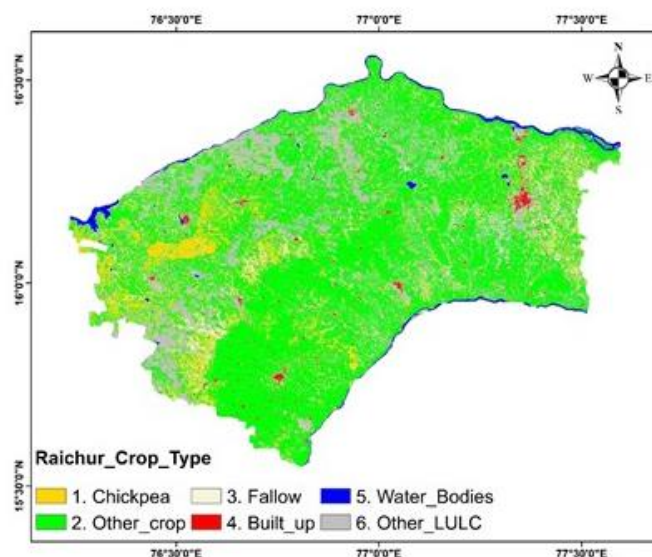 76°30'0"E 77°0'0"E 77°30'0"E
N
W E
S
16°30'0"N
16°0'0"N
15°30'0"N
Raichur_Crop_Type
1. Chickpea 3. Fallow 5. Water_Bodies
2. Other_crop 4. Built_up 6. Other_LULC
76°30'0"E 77°0'0"E 77°30'0"E